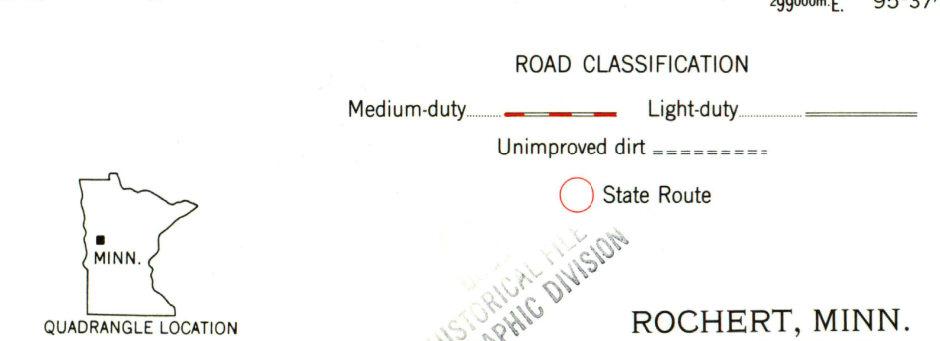 299000m.E. 95°37'
ROAD CLASSIFICATION
Medium-duty Light-duty
Unimproved dirt
State Route
MINN.
QUADRANGLE LOCATION
HISTORICAL FILE
DIVISION
ROCHERT, MINN.